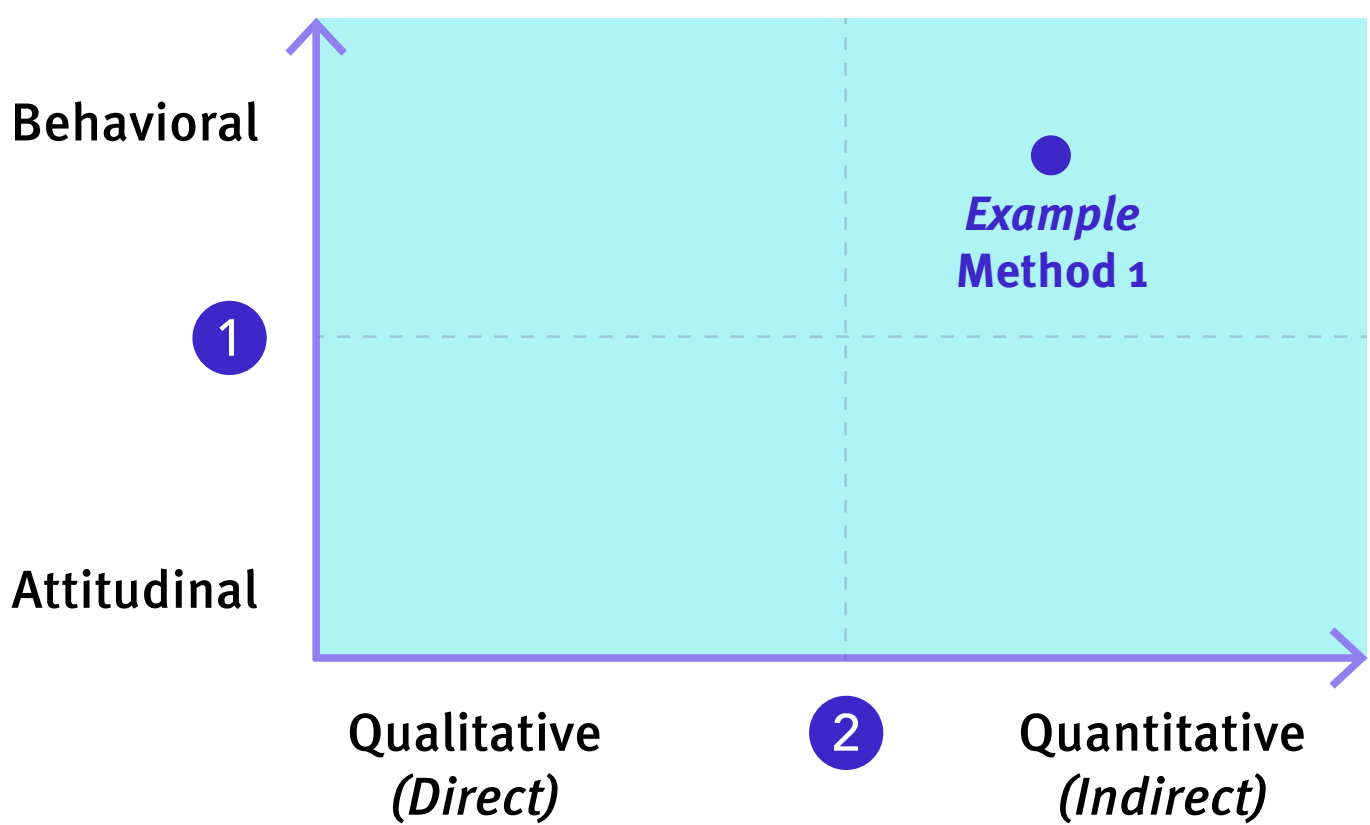 Behavioral
Example
Method 1
1
Attitudinal
Qualitative
(Direct)
2
Quantitative
(Indirect)